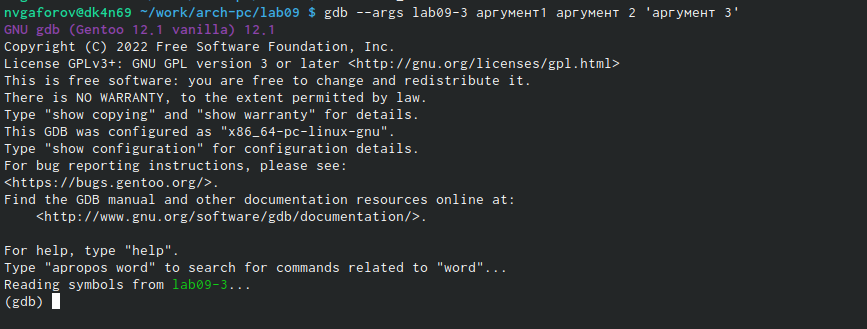 nvgaforov@dk4n69 ~/work/arch-pc/lab09 $ gdb --args lab09-3 аргумент1 аргумент 2 'аргумент 3'
GNU gdb (Gentoo 12.1 vanilla) 12.1
Copyright (C) 2022 Free Software Foundation, Inc.
License GPLv3+: GNU GPL version 3 or later <http://gnu.org/licenses/gpl.html>
This is free software: you are free to change and redistribute it.
There is NO WARRANTY, to the extent permitted by law.
Type "show copying" and "show warranty" for details.
This GDB was configured as "x86_64-pc-linux-gnu".
Type "show configuration" for configuration details.
For bug reporting instructions, please see:
<https://bugs.gentoo.org/>.
Find the GDB manual and other documentation resources online at:
    <http://www.gnu.org/software/gdb/documentation/>.

For help, type "help".
Type "apropos word" to search for commands related to "word"...
Reading symbols from lab09-3...
(gdb)